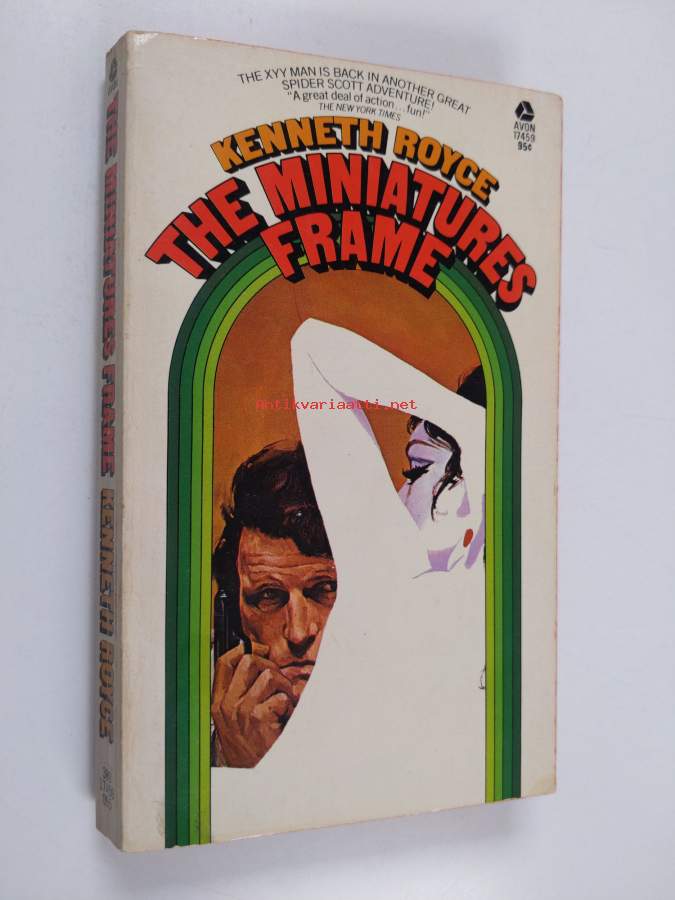 THE XYY MAN IS BACK IN ANOTHER GREAT
SPIDER SCOTT ADVENTURE!
"A great deal of action...fun!"
THE NEW YORK TIMES
AVON
17459
95¢
KENNETH ROYCE
THE MINIATURES
FRAME
Antikvariaatti.net
THE MINIATURES FRAME KENNETH ROYCE